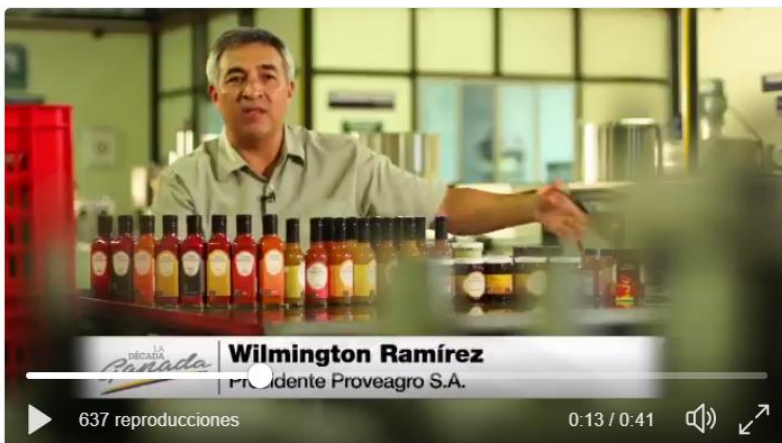 LA
DÉCADA
Ganada
Wilmington Ramírez
Presidente Proveagro S.A.
637 reproducciones
0:13 / 0:41